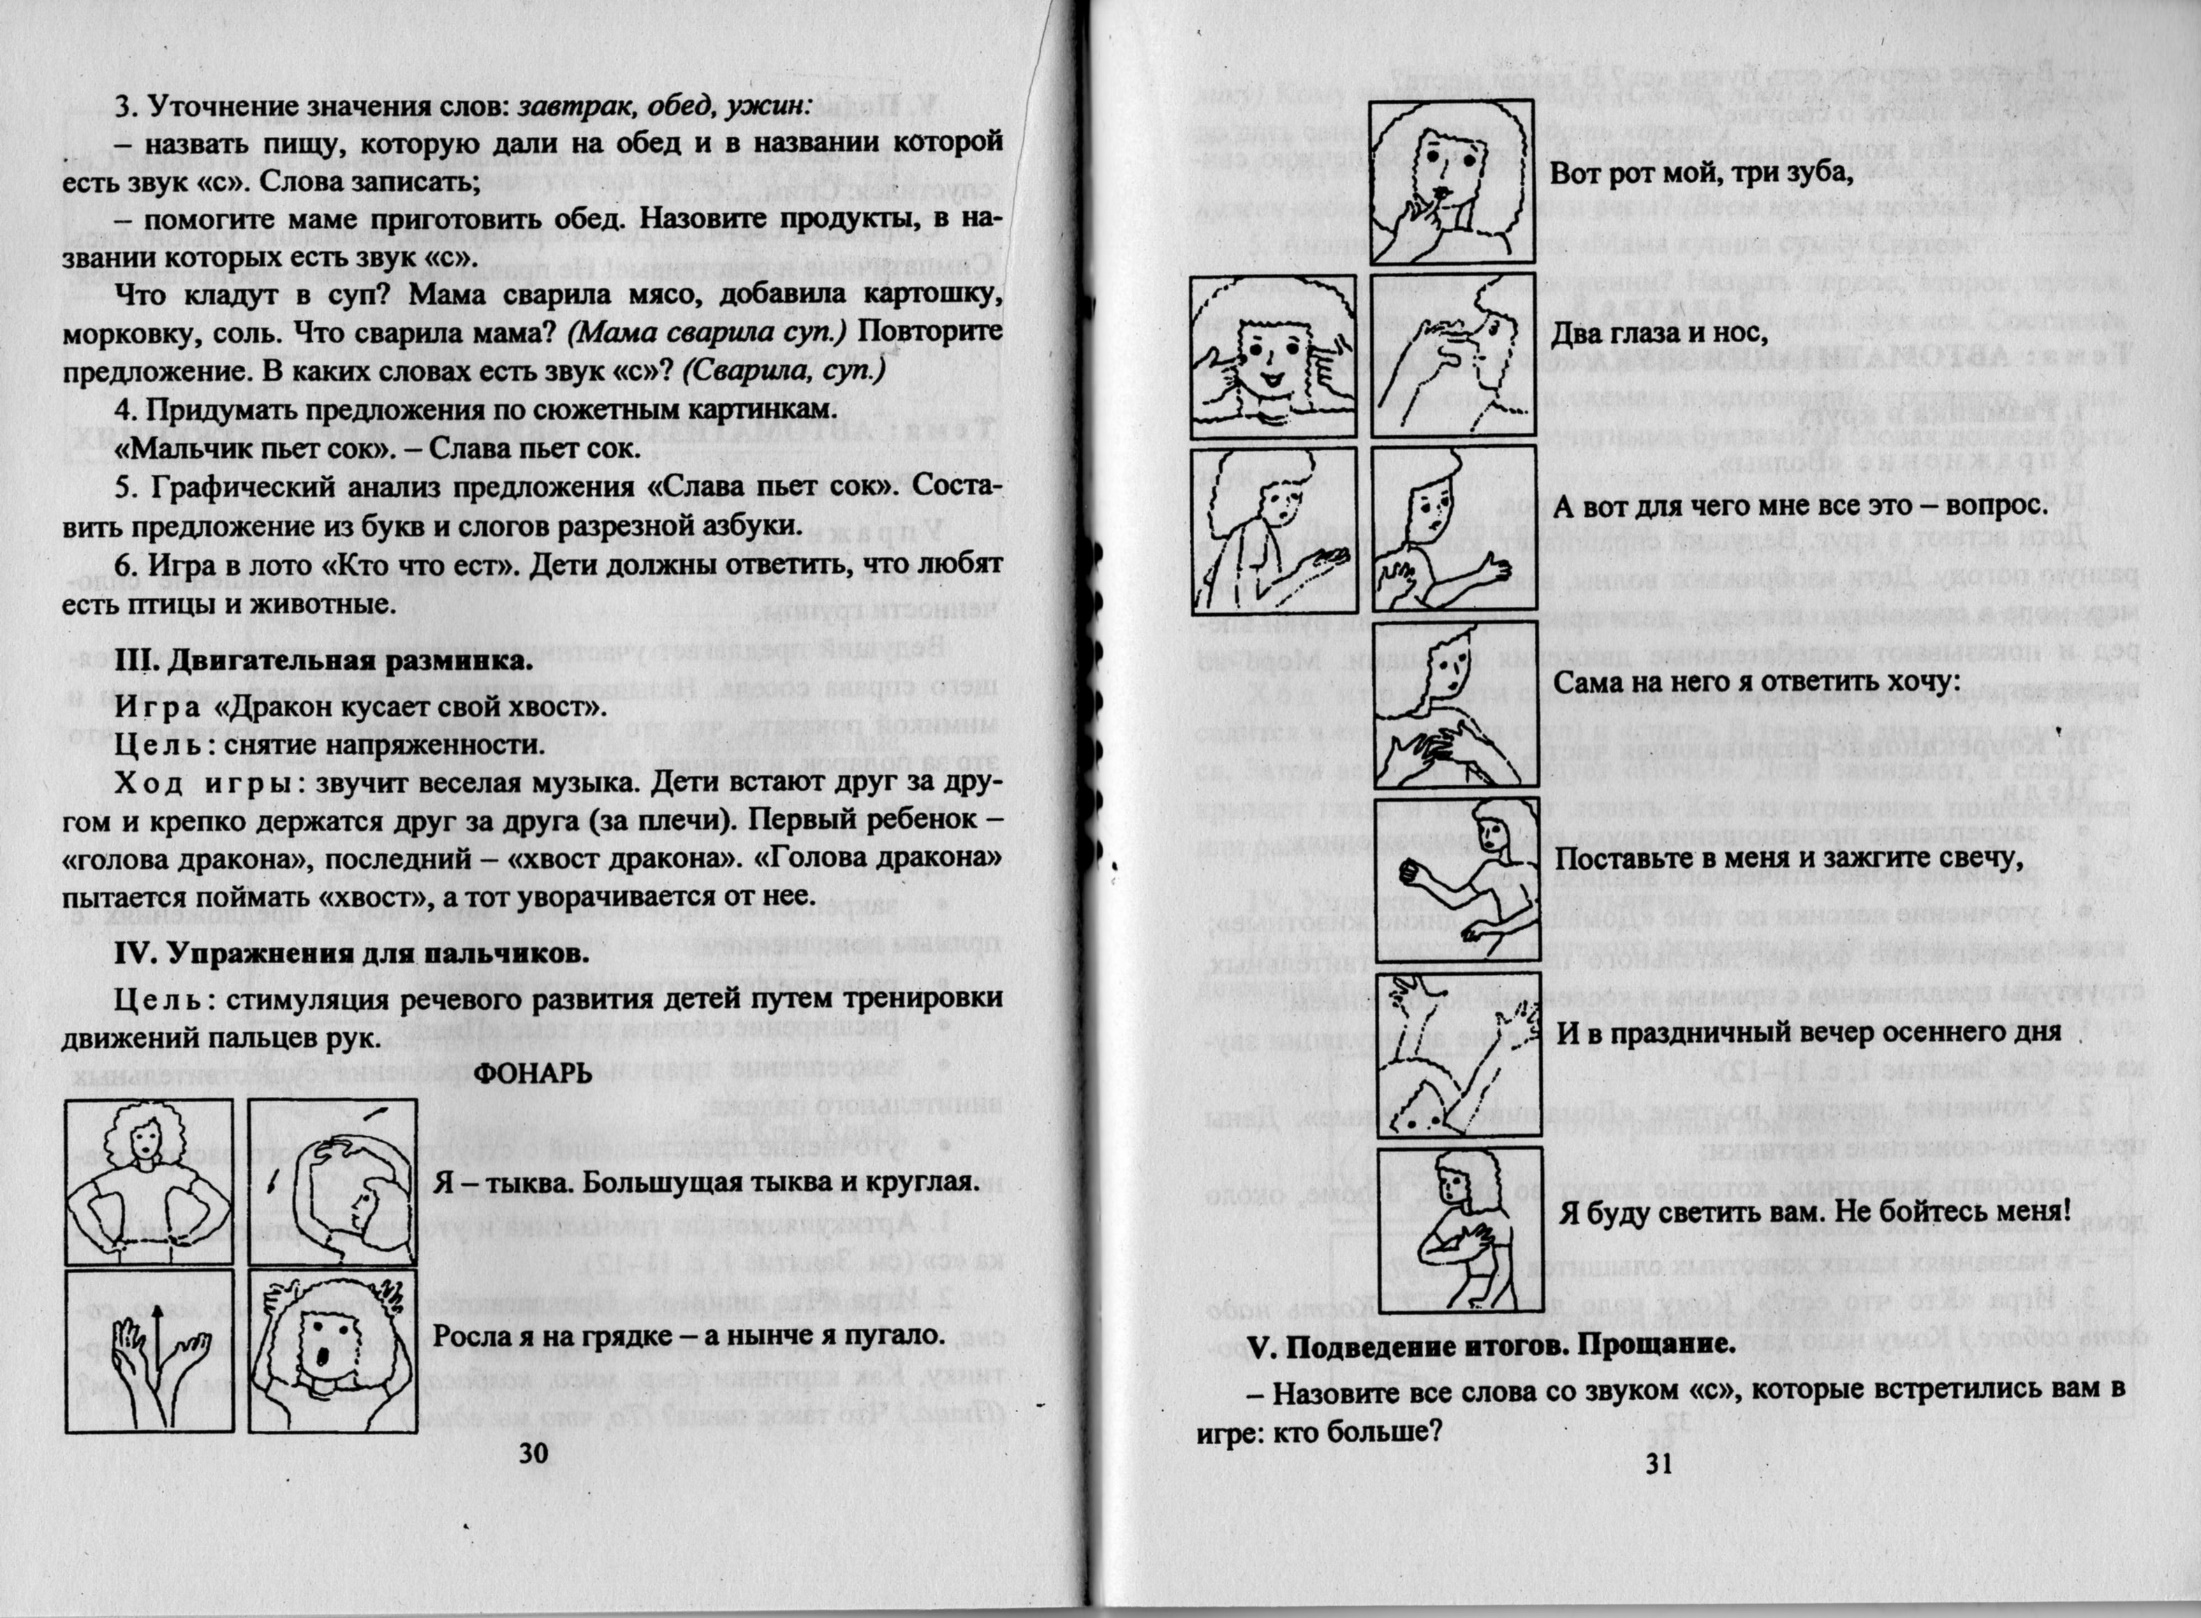 3. Уточнение значения слов: завтрак, обед, ужин:
– назвать пищу, которую дали на обед и в названии которой
есть звук «с». Слова записать;
– помогите маме приготовить обед. Назовите продукты, в на-
звании которых есть звук «с».
Что кладут в суп? Мама сварила мясо, добавила картошку,
морковку, соль. Что сварила мама? (Мама сварила суп.) Повторите
предложение. В каких словах есть звук «с»? (Сварила, суп.)
4. Придумать предложения по сюжетным картинкам.
«Мальчик пьет сок». – Слава пьет сок.
5. Графический анализ предложения «Слава пьет сок». Соста-
вить предложение из букв и слогов разрезной азбуки.
6. Игра в лото «Кто что ест». Дети должны ответить, что любят
есть птицы и животные.
III. Двигательная разминка.
Игра «Дракон кусает свой хвост».
Цель: снятие напряженности.
Ход игры: звучит веселая музыка. Дети встают друг за дру-
гом и крепко держатся друг за друга (за плечи). Первый ребенок –
«голова дракона», последний – «хвост дракона». «Голова дракона»
пытается поймать «хвост», а тот уворачивается от нее.
IV. Упражнения для пальчиков.
Цель: стимуляция речевого развития детей путем тренировки
движений пальцев рук.
ФОНАРЬ
Я – тыква. Большущая тыква и круглая.
Росла я на грядке – а нынче я пугало.
30
Вот рот мой, три зуба,
Два глаза и нос,
А вот для чего мне все это – вопрос.
Сама на него я ответить хочу:
Поставьте в меня и зажгите свечу,
И в праздничный вечер осеннего дня
Я буду светить вам. Не бойтесь меня!
V. Подведение итогов. Прощание.
– Назовите все слова со звуком «с», которые встретились вам в
игре: кто больше?
31